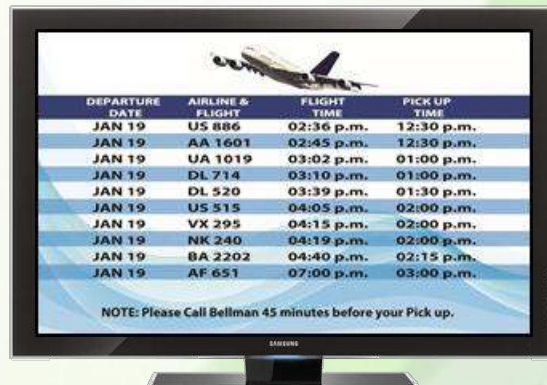 DEPARTURE DATE AIRLINE & FLIGHT FLIGHT TIME PICK UP TIME
JAN 19 US 886 02:36 p.m. 12:30 p.m.
JAN 19 AA 1601 02:45 p.m. 12:30 p.m.
JAN 19 UA 1019 03:02 p.m. 01:00 p.m.
JAN 19 DL 714 03:10 p.m. 01:00 p.m.
JAN 19 DL 520 03:39 p.m. 01:30 p.m.
JAN 19 US 515 04:05 p.m. 02:00 p.m.
JAN 19 VX 295 04:15 p.m. 02:00 p.m.
JAN 19 NK 240 04:19 p.m. 02:00 p.m.
JAN 19 BA 2202 04:40 p.m. 02:15 p.m.
JAN 19 AF 651 07:00 p.m. 03:00 p.m.
NOTE: Please Call Bellman 45 minutes before your Pick up.
SAMSUNG